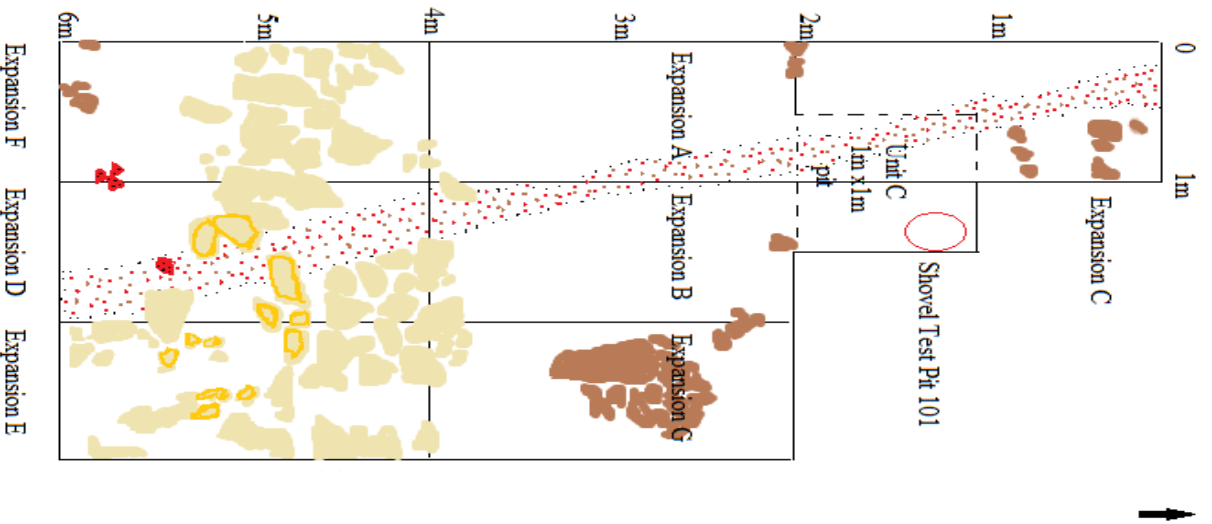 6m
5m
4m
3m
2m
1m
0
1m
Expansion A
Expansion B
Expansion G
Unit C
1m x1m
pit
Expansion C
Shovel Test Pit 101
Expansion F
Expansion D
Expansion E